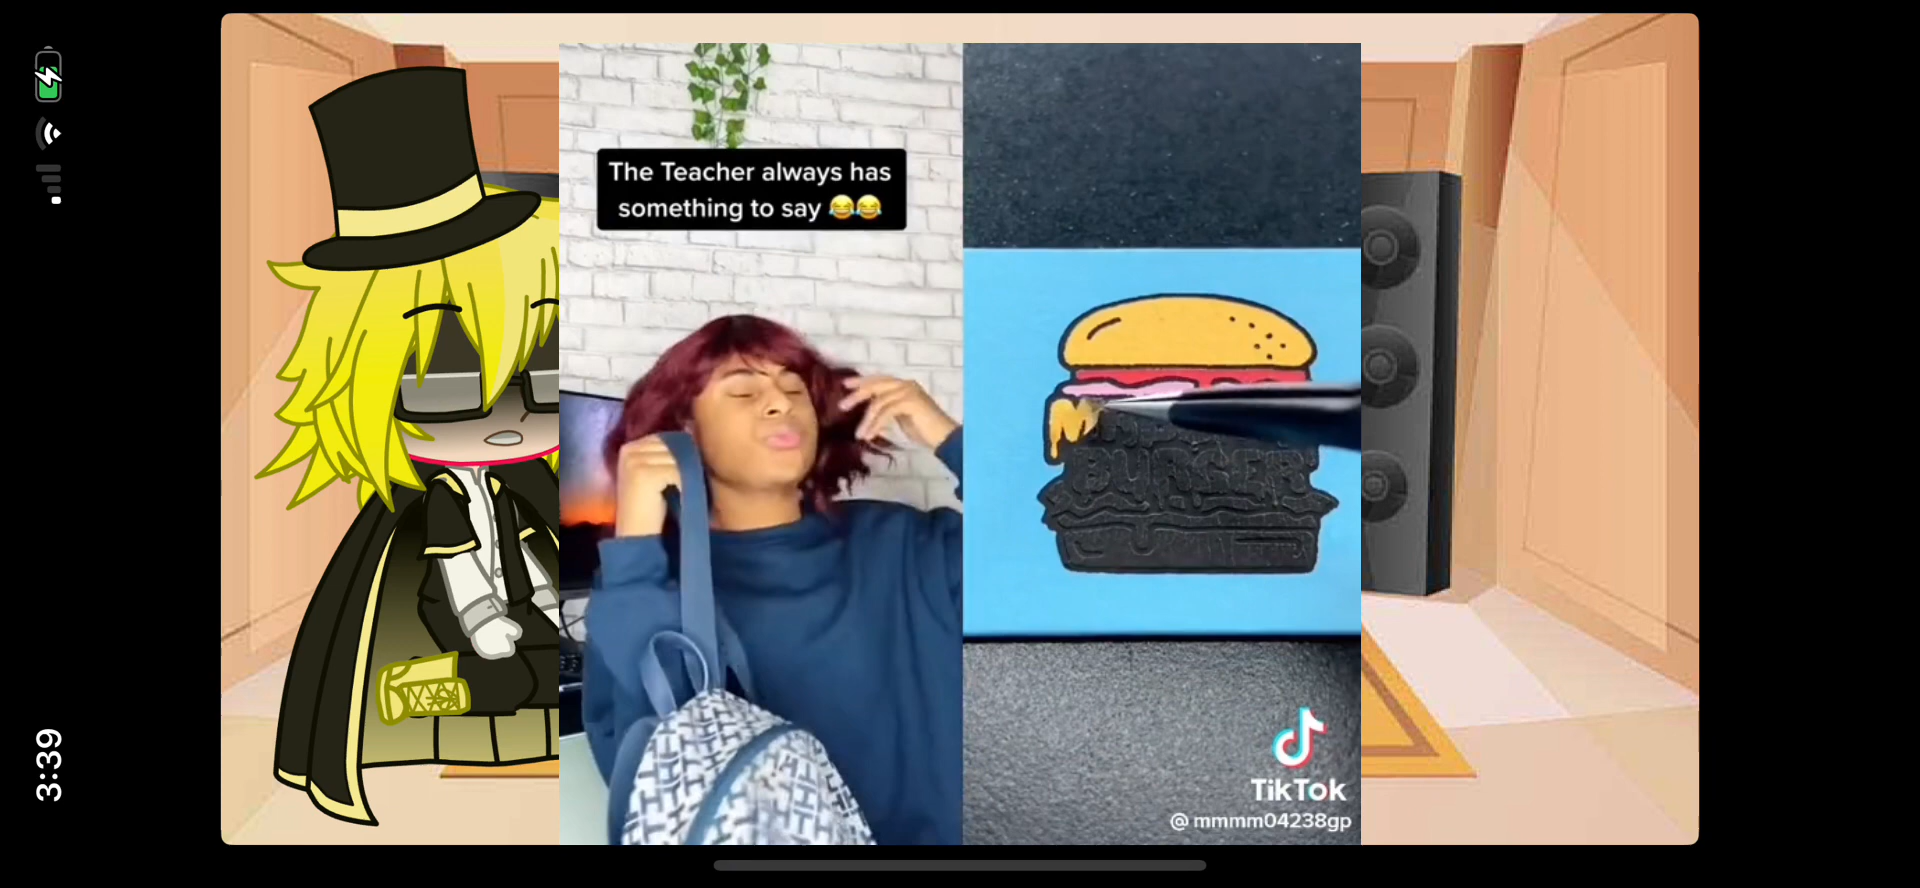 The Teacher always has
something to say 😂😂
BURGER
TikTok
@mmmm04238gp
3:39